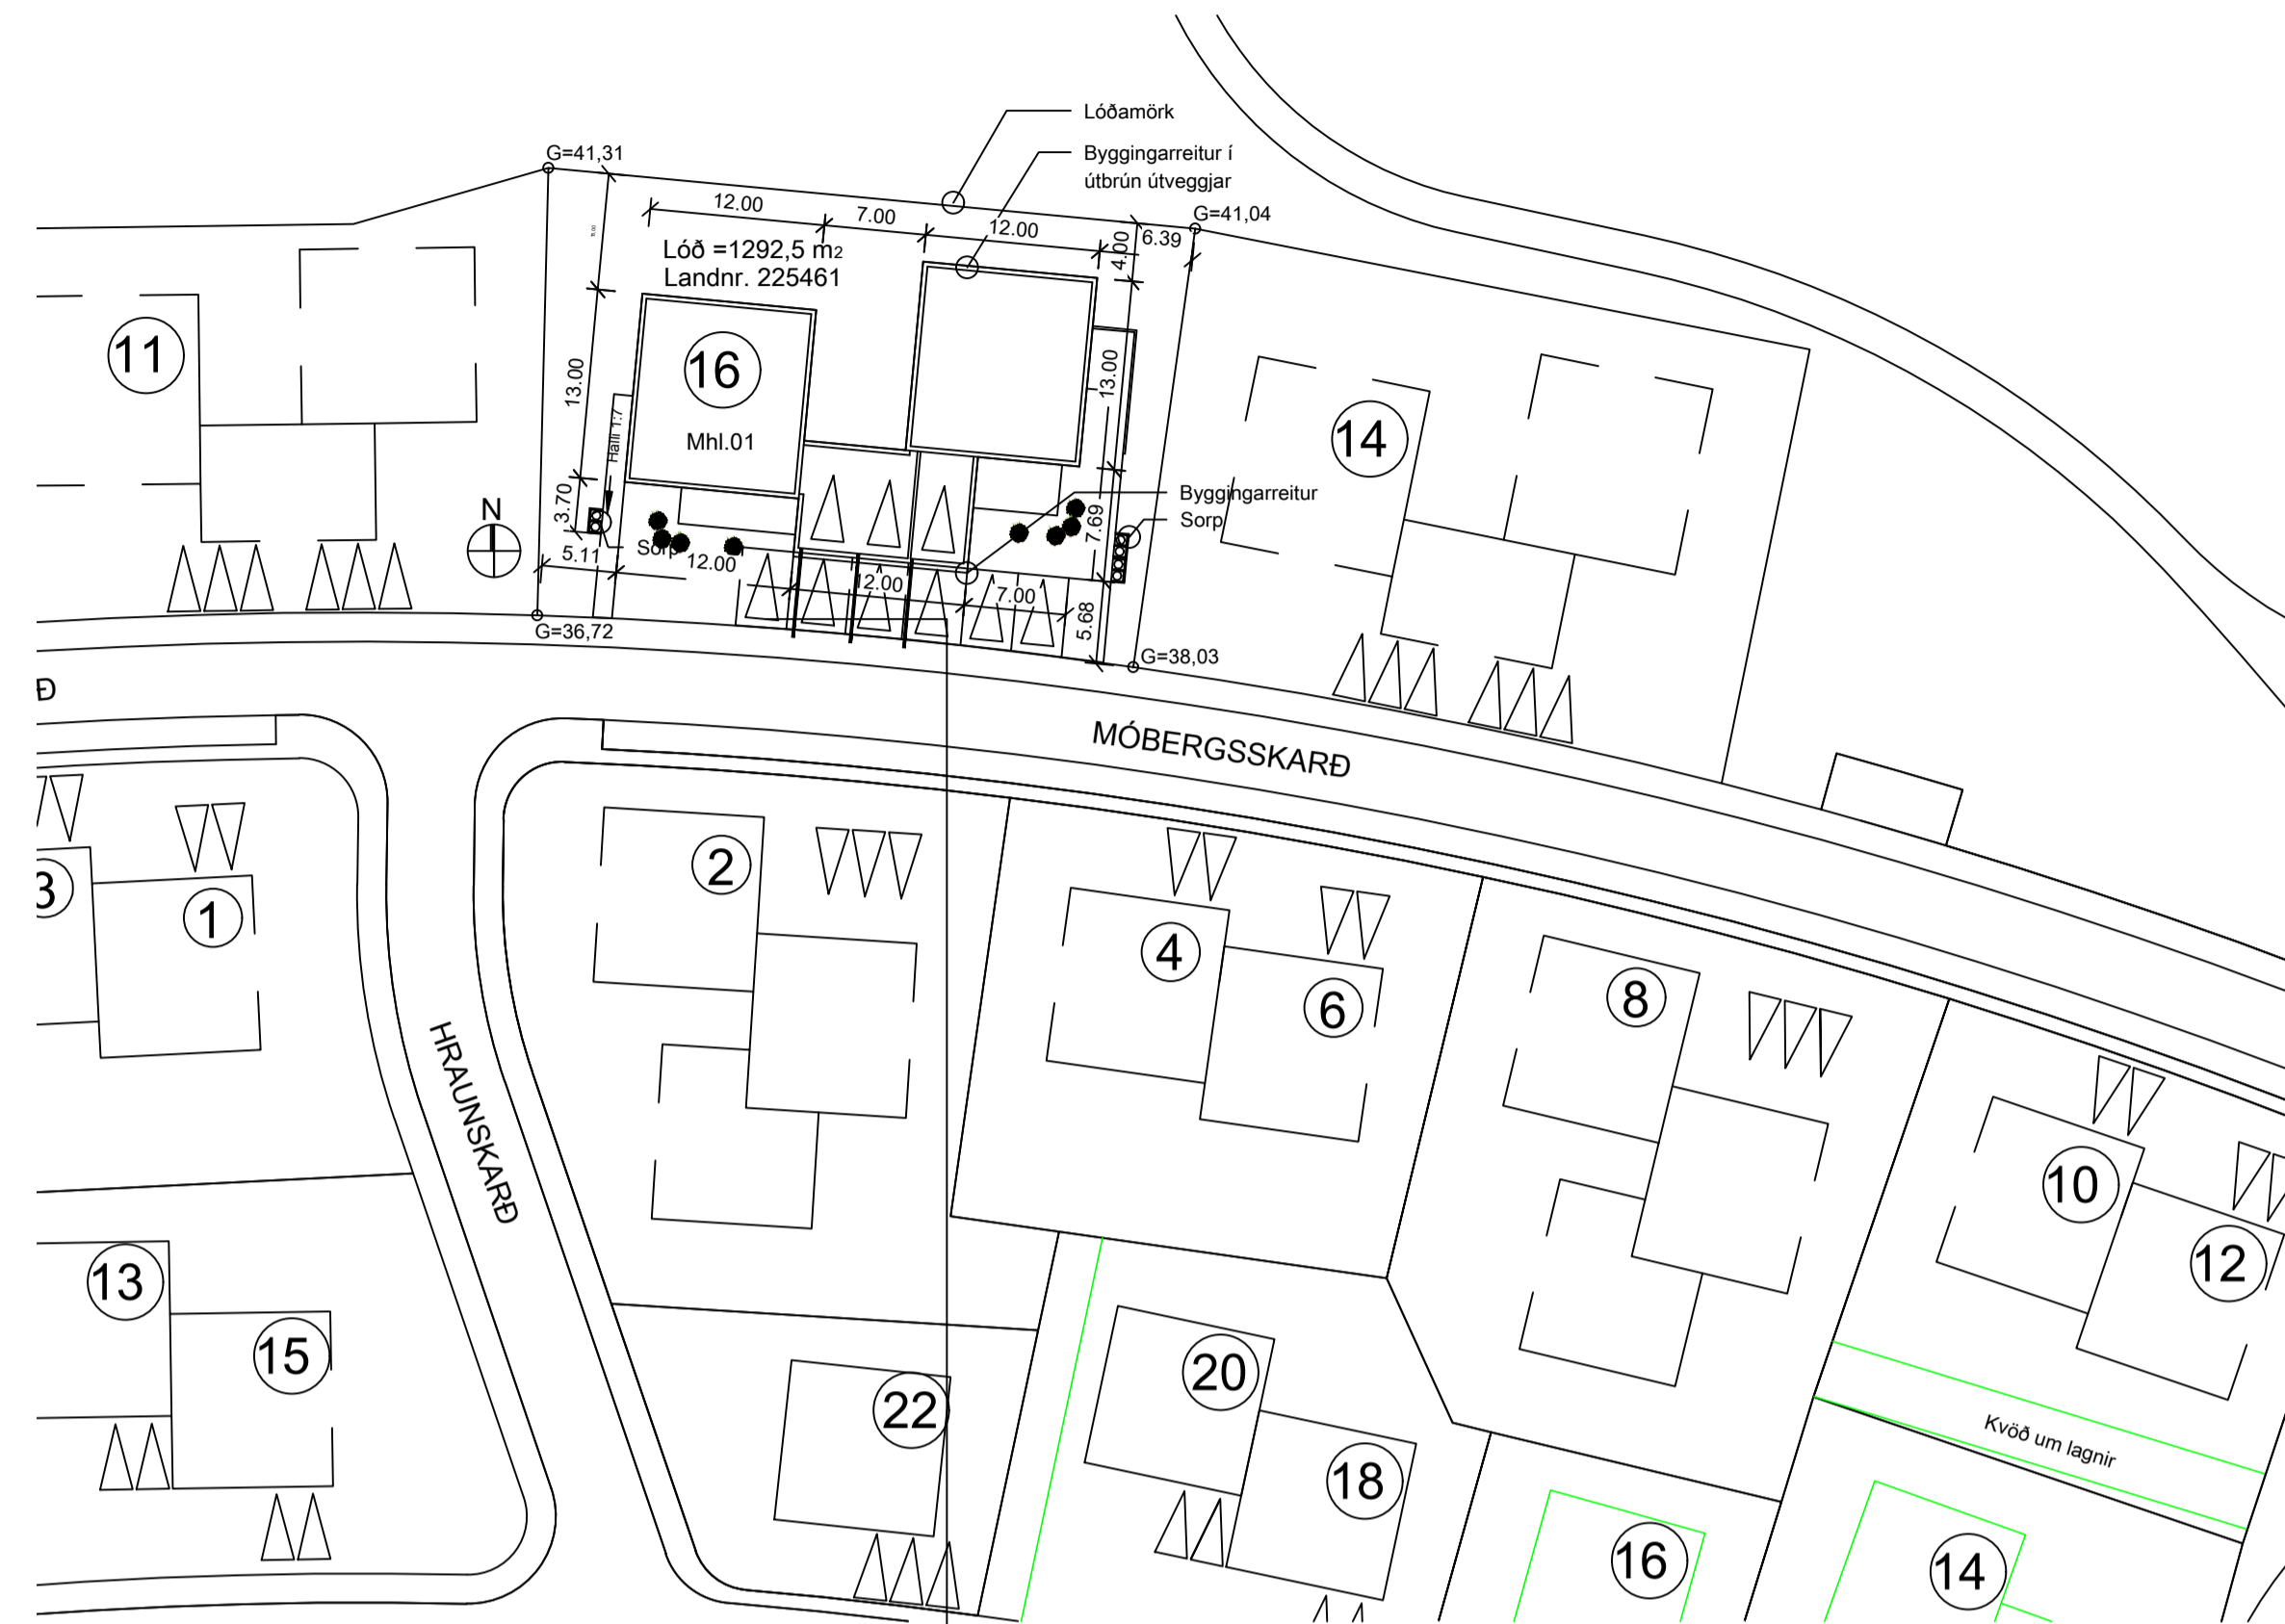 Lóðamörk
Byggingarreitur í
útbrún útveggjar
G=41,31
G=41,04
12.00
7.00
12.00
4.00
6.39
Lóð =1292,5 m2
Landnr. 225461
11
16
Mhl.01
13.00
Halli 1:7
13.00
14
3.70
N
Byggingarreitur
Sorp
7.69
Sorp
5.11
12.00
12.00
7.00
5.68
G=36,72
G=38,03
Ð
MÓBERGSSKARÐ
HRAUNSKARÐ
3
1
2
4
6
8
10
12
13
15
22
20
18
16
14
Kvöð um lagnir